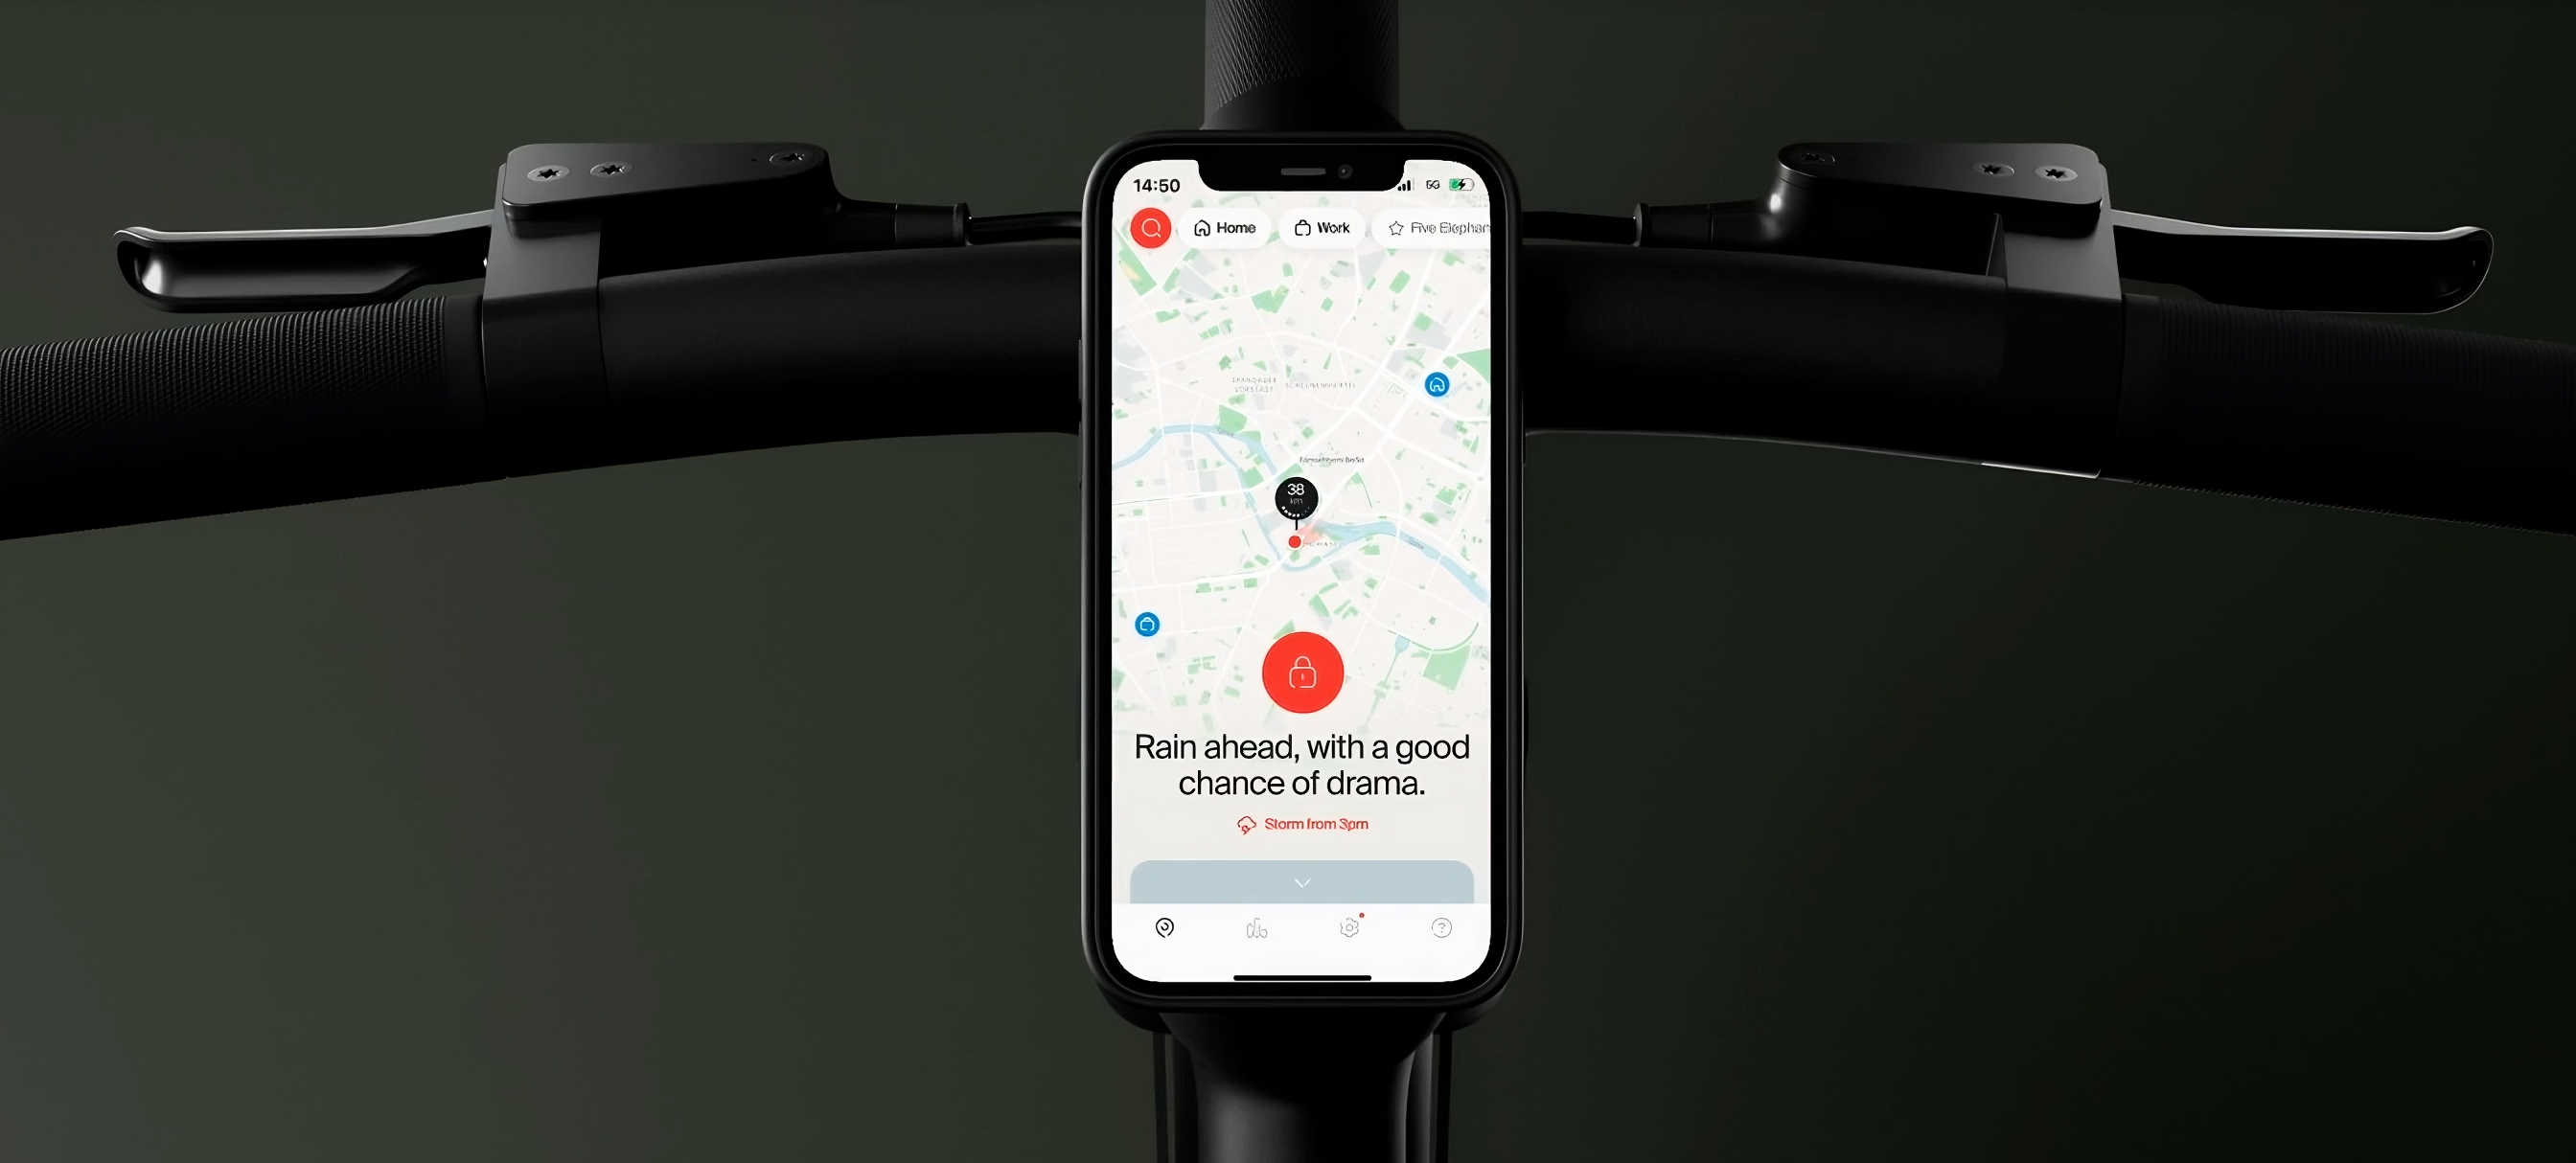 14:50
5G
Home
Work
Five Elephan
38
km
Rain ahead, with a good
chance of drama.
Storm from 3pm